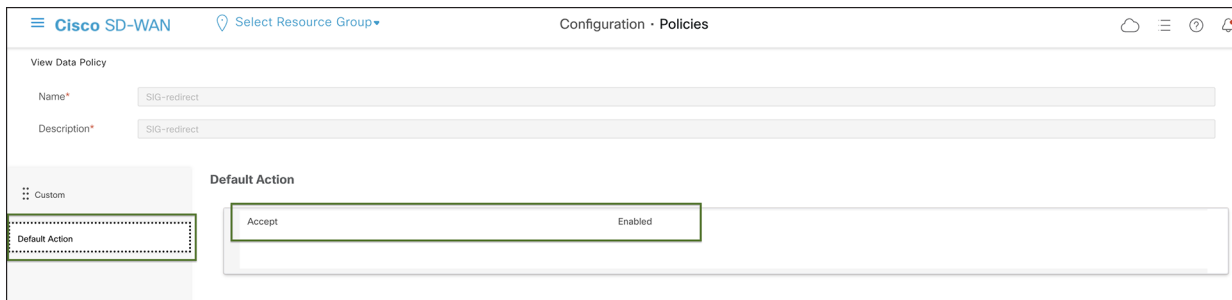 Cisco SD-WAN Select Resource Group▾ Configuration · Policies
View Data Policy
Name* SIG-redirect
Description* SIG-redirect
Custom
Default Action
Default Action
Accept Enabled